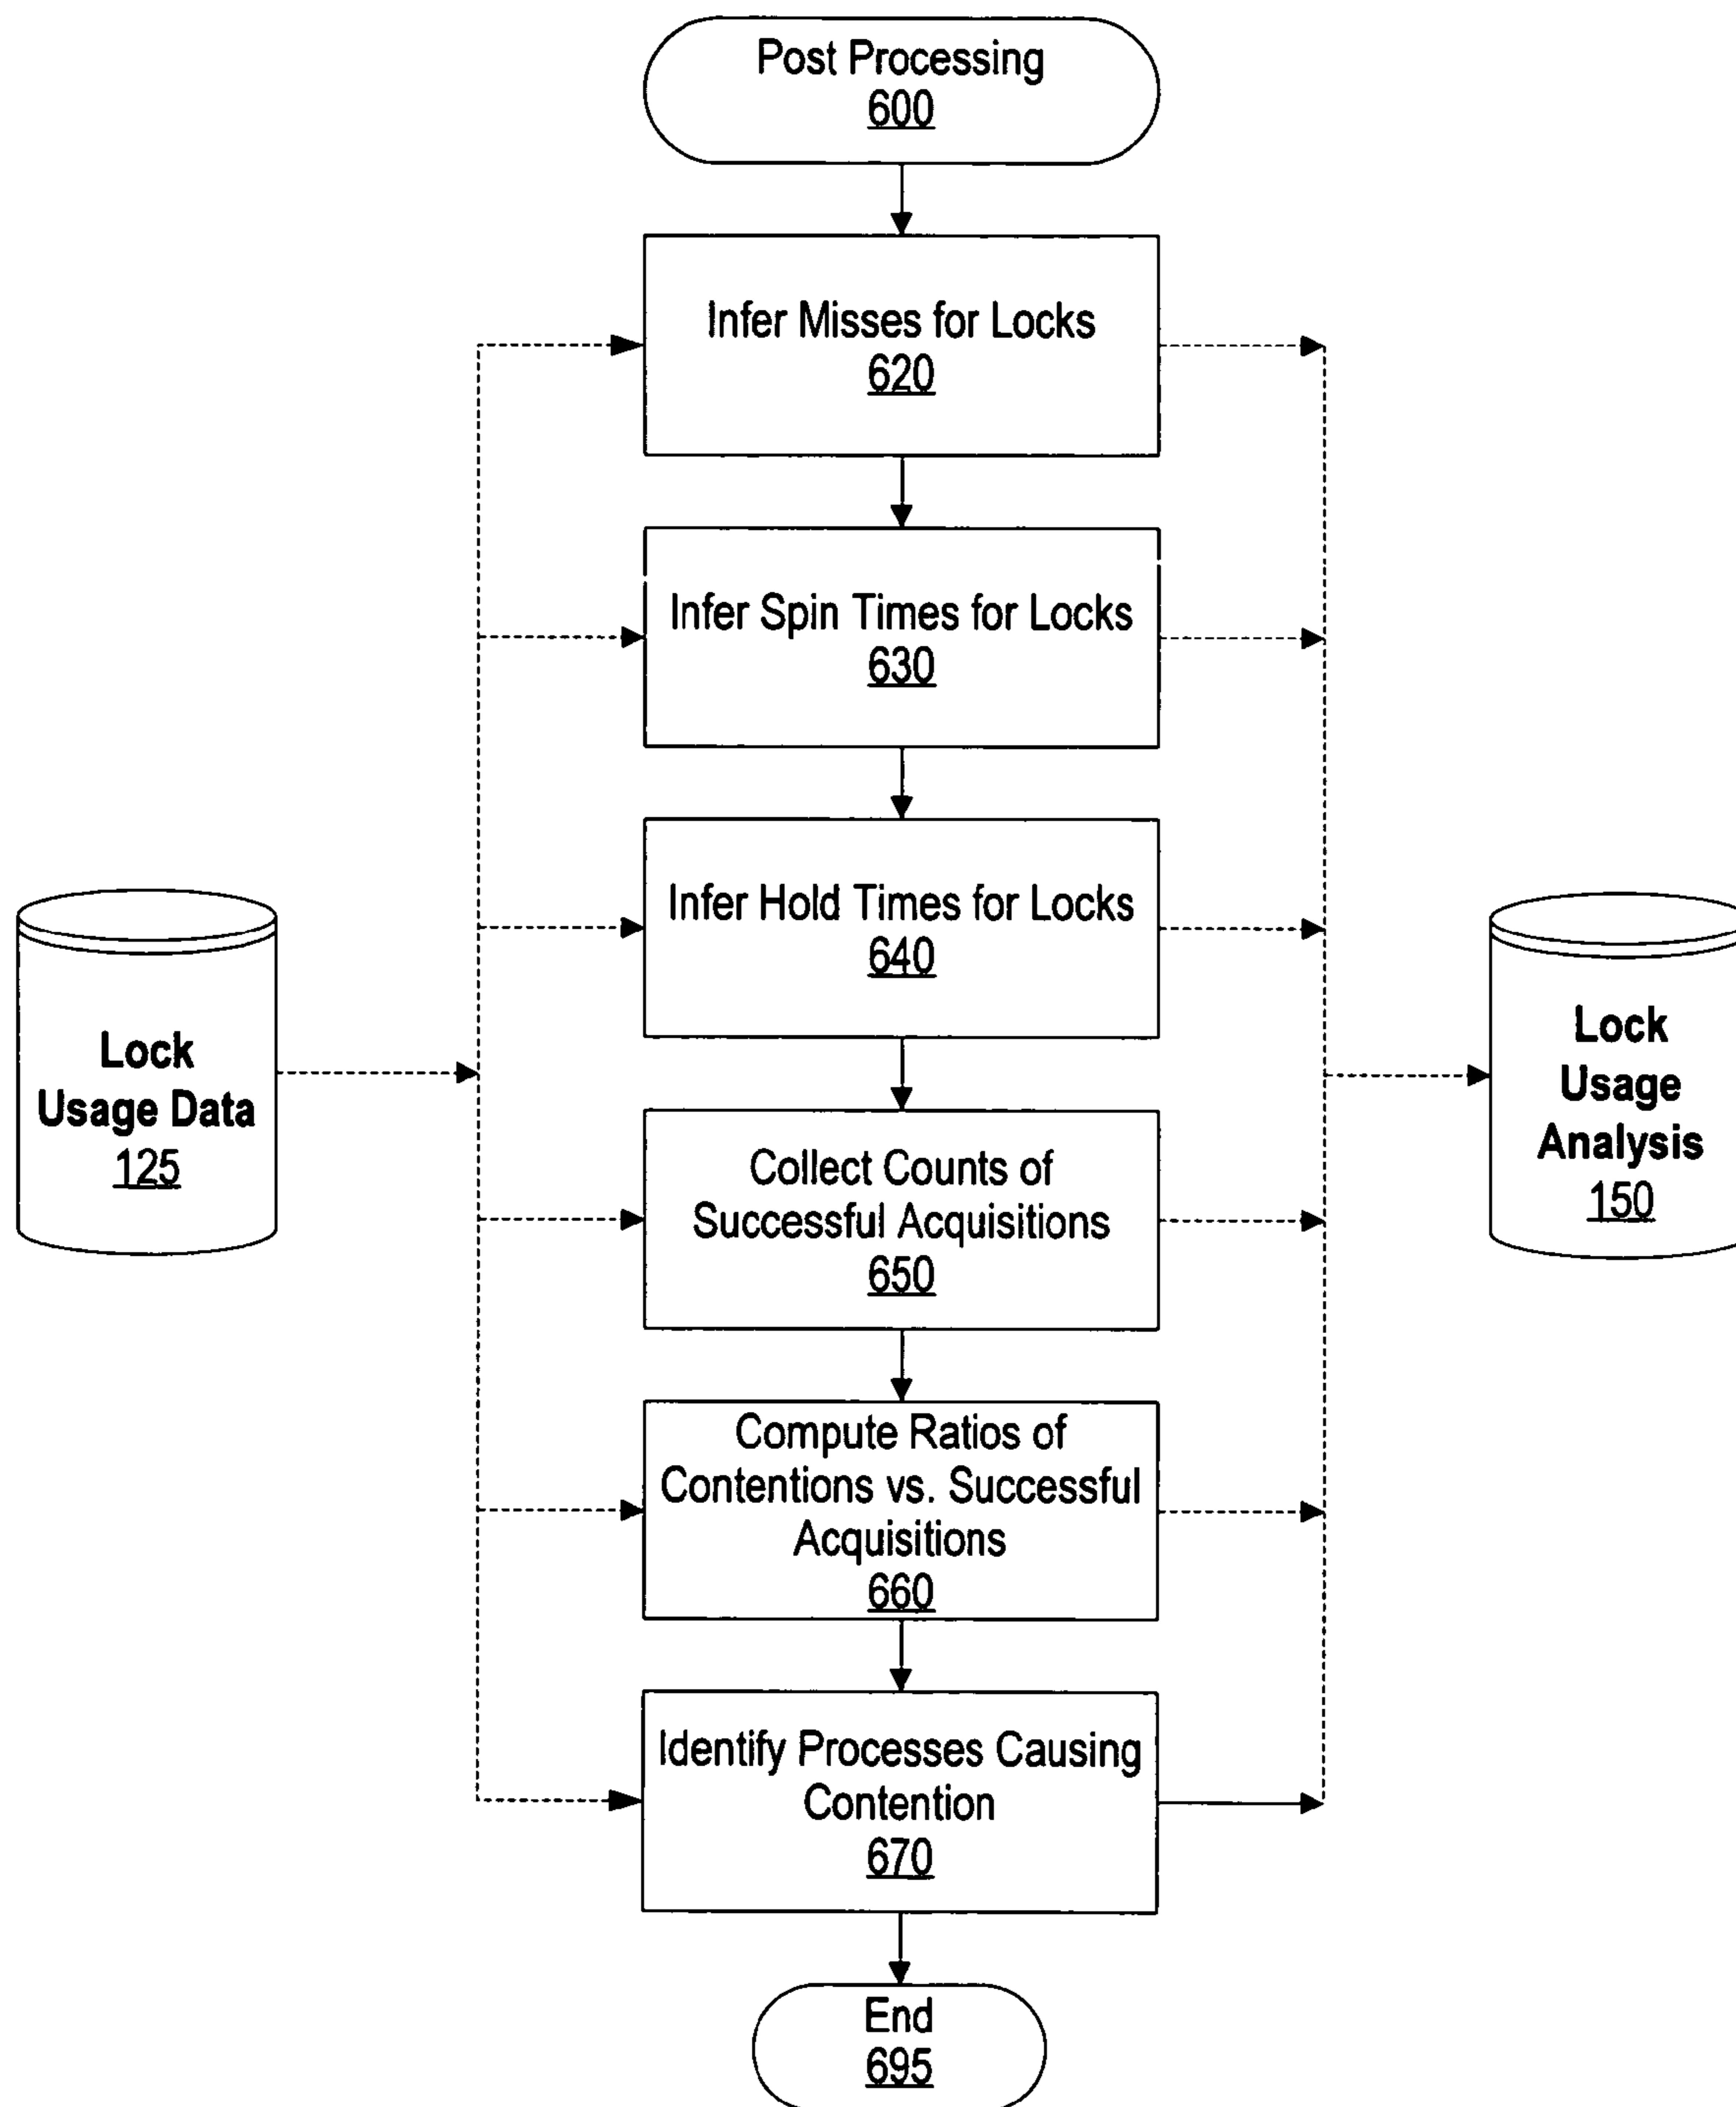 Post Processing
600
Infer Misses for Locks
620
Infer Spin Times for Locks
630
Infer Hold Times for Locks
640
Lock
Usage Data
125
Lock
Usage
Analysis
150
Collect Counts of
Successful Acquisitions
650
Compute Ratios of
Contentions vs. Successful
Acquisitions
660
Identify Processes Causing
Contention
670
End
695